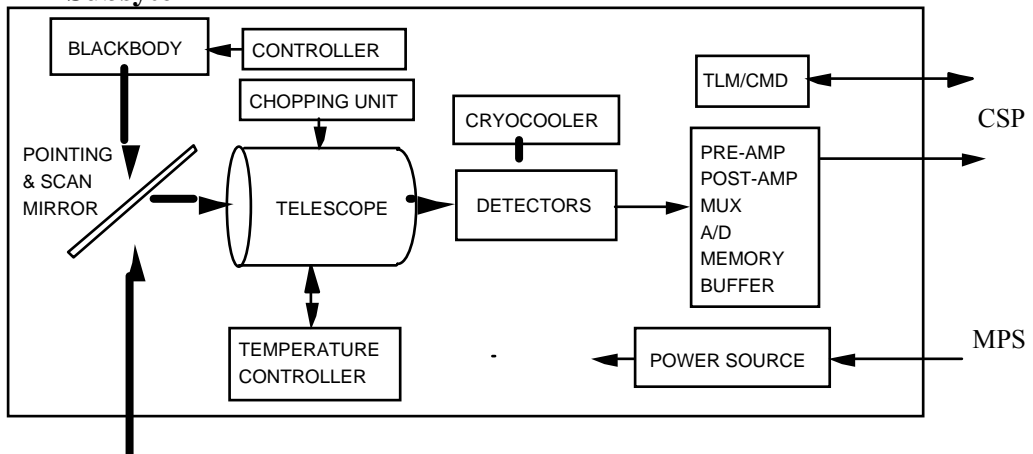 BLACKBODY
CONTROLLER
CHOPPING UNIT
CRYOCOOLER
TLM/CMD
CSP
POINTING
& SCAN
MIRROR
TELESCOPE
DETECTORS
PRE-AMP
POST-AMP
MUX
A/D
MEMORY
BUFFER
TEMPERATURE
CONTROLLER
POWER SOURCE
MPS